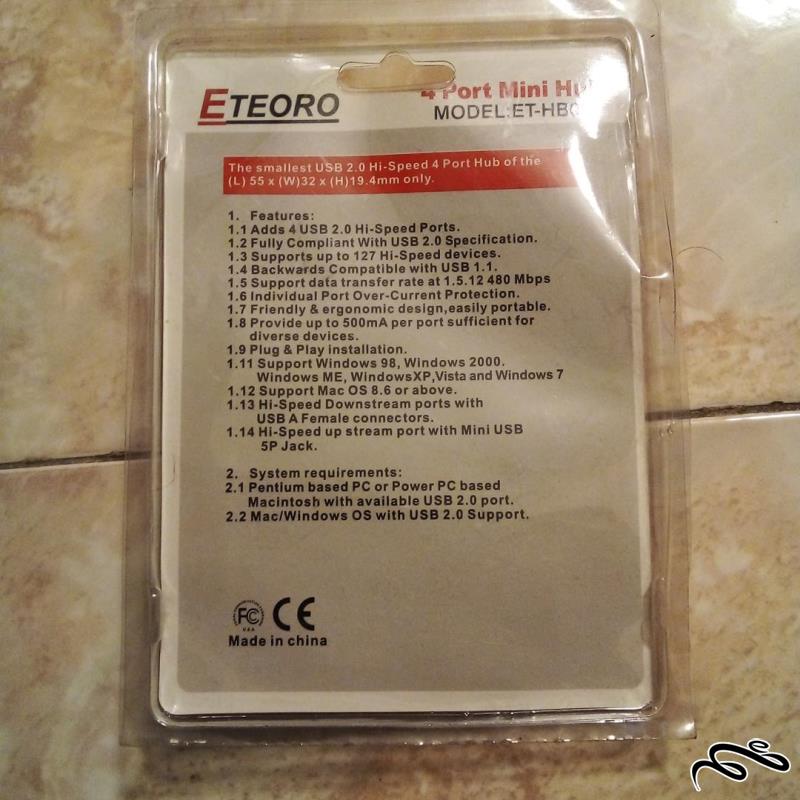 ETEORO
4 Port Mini Hub
MODEL:ET-HB
The smallest USB 2.0 Hi-Speed 4 Port Hub of the
(L) 55 x (W)32 x (H)19.4mm only.
1. Features:
1.1 Adds 4 USB 2.0 Hi-Speed Ports.
1.2 Fully Compliant With USB 2.0 Specification.
1.3 Supports up to 127 Hi-Speed devices.
1.4 Backwards Compatible with USB 1.1.
1.5 Support data transfer rate at 1.5.12 480 Mbps
1.6 Individual Port Over-Current Protection.
1.7 Friendly & ergonomic design,easily portable.
1.8 Provide up to 500mA per port sufficient for
diverse devices.
1.9 Plug & Play installation.
1.11 Support Windows 98, Windows 2000.
Windows ME, WindowsXP,Vista and Windows 7
1.12 Support Mac OS 8.6 or above.
1.13 Hi-Speed Downstream ports with
USB A Female connectors.
1.14 Hi-Speed up stream port with Mini USB
5P Jack.
2. System requirements:
2.1 Pentium based PC or Power PC based
Macintosh with available USB 2.0 port.
2.2 Mac/Windows OS with USB 2.0 Support.
FC CE
U.S.A
Made in china